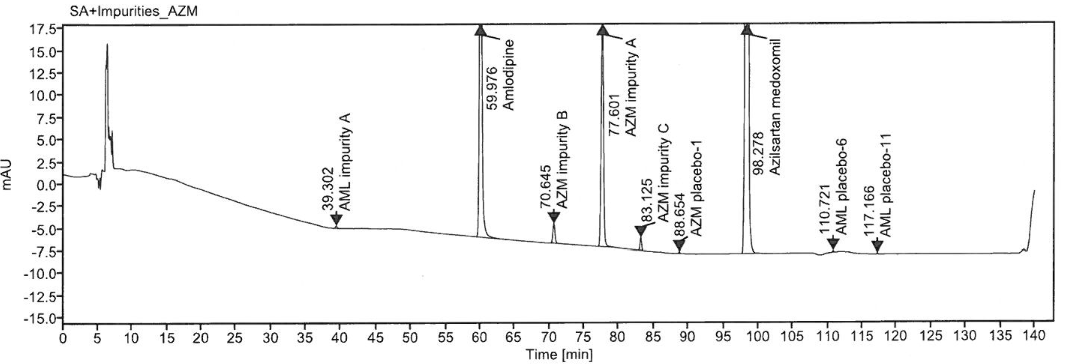 SA+Impurities_AZM
mAU
17.5
15.0
12.5
10.0
7.5
5.0
2.5
0.0
-2.5
-5.0
-7.5
-10.0
-12.5
-15.0
39.302
AML impurity A
59.976
Amlodipine
70.645
AZM impurity B
77.601
AZM impurity A
83.125
AZM impurity C
88.654
AZM placebo-1
98.278
Azilsartan medoxomil
110.721
AML placebo-6
117.166
AML placebo-11
0 5 10 15 20 25 30 35 40 45 50 55 60 65 70 75 80 85 90 95 100 105 110 115 120 125 130 135 140
Time [min]